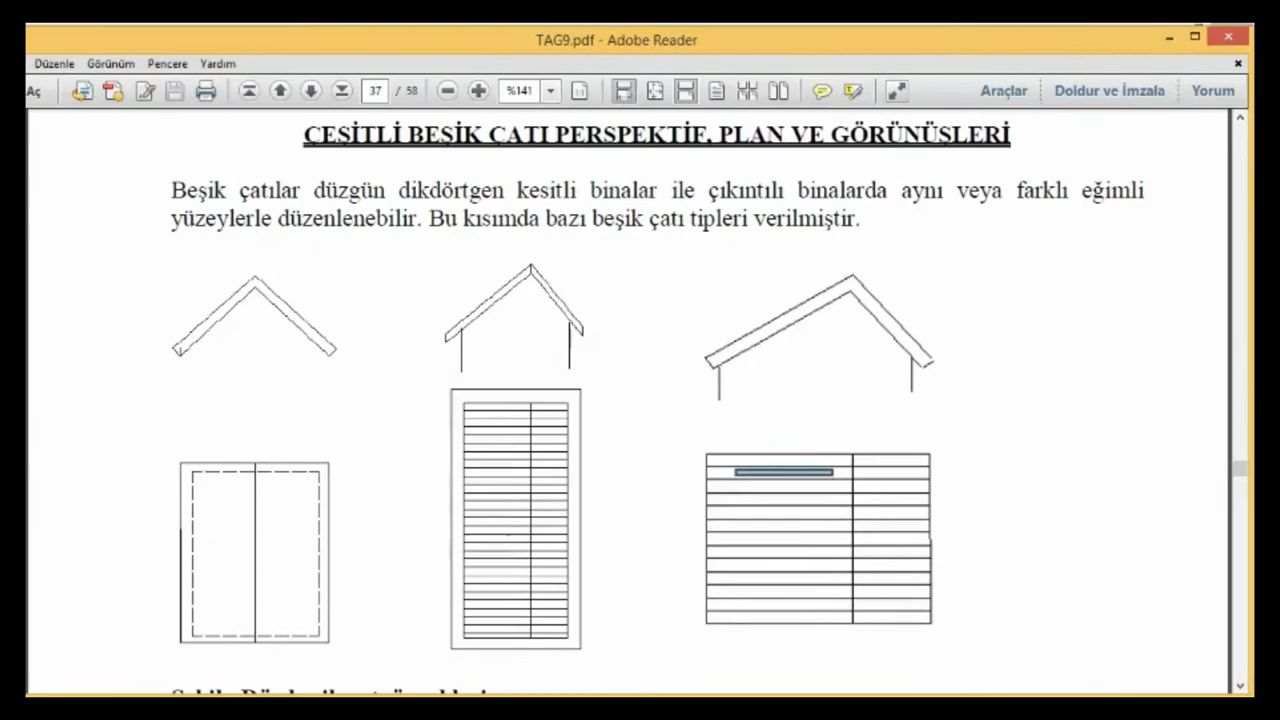 TAG9.pdf - Adobe Reader
Düzenle Görünüm Pencere Yardım
Aç 37 / 58 %141 Araçlar Doldur ve İmzala Yorum
ÇEŞİTLİ BEŞİK ÇATI PERSPEKTİF, PLAN VE GÖRÜNÜŞLERİ
Beşik çatılar düzgün dikdörtgen kesitli binalar ile çıkıntılı binalarda aynı veya farklı eğimli
yüzeylerle düzenlenebilir. Bu kısımda bazı beşik çatı tipleri verilmiştir.